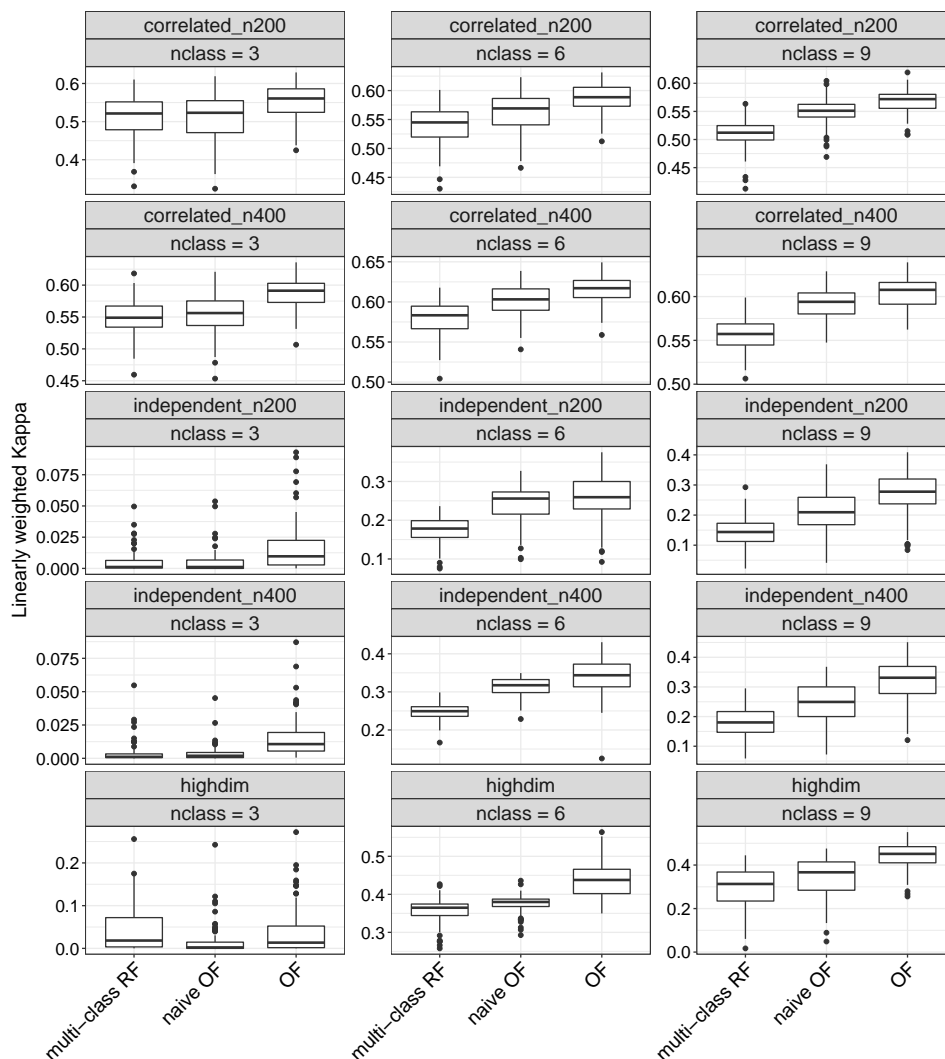 correlated_n200 correlated_n200 correlated_n200
nclass = 3 nclass = 6 nclass = 9
0.6 0.5 0.4
0.60 0.55 0.50 0.45
0.60 0.55 0.50 0.45
correlated_n400 correlated_n400 correlated_n400
nclass = 3 nclass = 6 nclass = 9
0.60 0.55 0.50 0.45
0.65 0.60 0.55 0.50
0.60 0.55 0.50
independent_n200 independent_n200 independent_n200
nclass = 3 nclass = 6 nclass = 9
0.075 0.050 0.025 0.000
0.3 0.2 0.1
0.4 0.3 0.2 0.1
Linearly weighted Kappa
independent_n400 independent_n400 independent_n400
nclass = 3 nclass = 6 nclass = 9
0.075 0.050 0.025 0.000
0.4 0.3 0.2
0.4 0.3 0.2 0.1
highdim highdim highdim
nclass = 3 nclass = 6 nclass = 9
0.2 0.1 0.0
0.5 0.4 0.3
0.4 0.2 0.0
multi−class RF naive OF OF multi−class RF naive OF OF multi−class RF naive OF OF